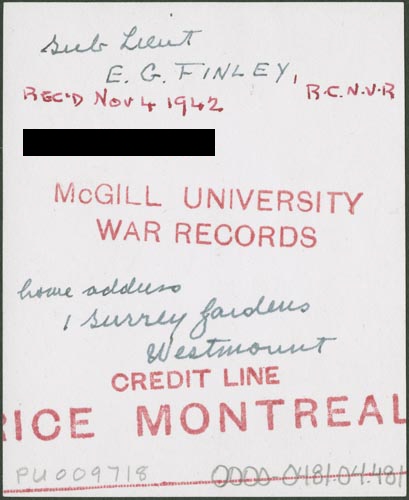 Sub Lieut
E. G. FINLEY,
R.C.N.V.R
REC'D NOV 4 1942
McGILL UNIVERSITY
WAR RECORDS
home address
1 Surrey Gardens
Westmount
CREDIT LINE
RICE MONTREAL
PU009718
0000-0481.04.481